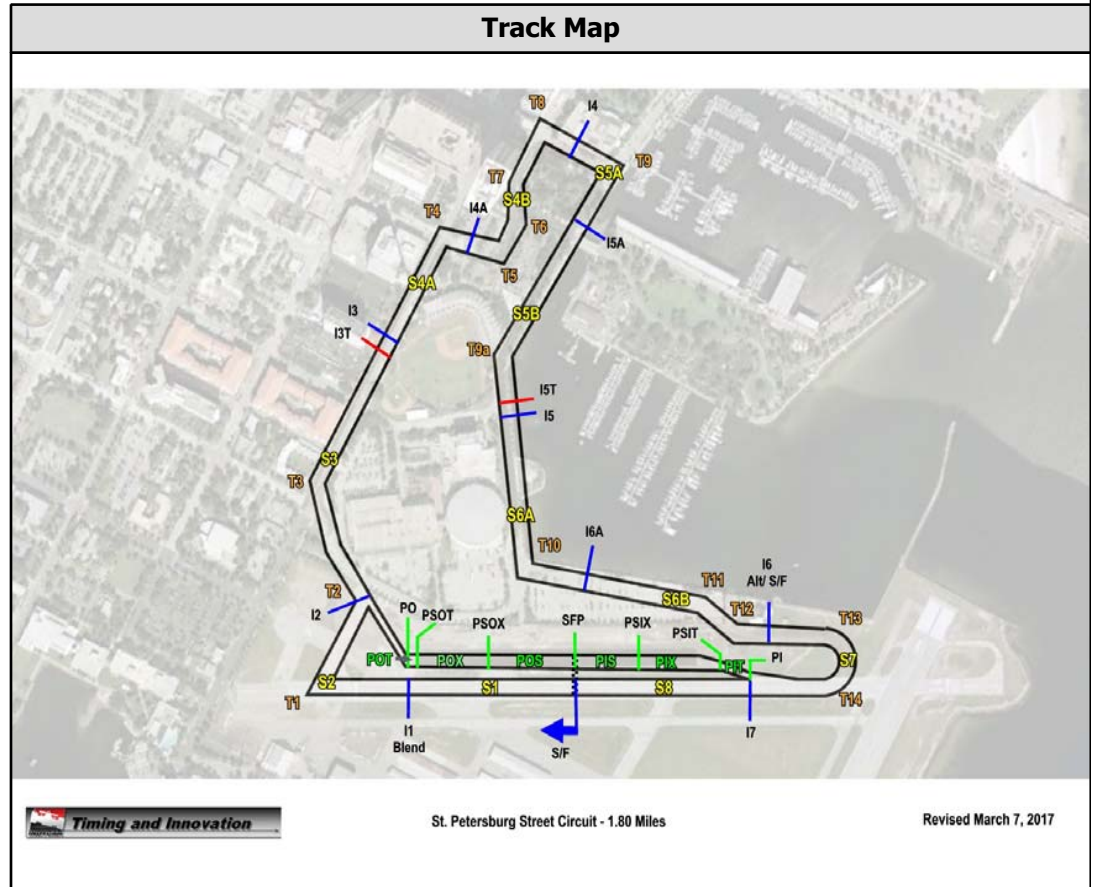 Track Map
T8
I4
T9
T7
S5A
S4B
T4
I4A
T6
I5A
T5
S4A
I3
S5B
I3T
T9a
I5T
I5
S3
T3
S6A
T10
I6A
T11
I6
Alt/ S/F
T2
S6B
T12
T13
I2
PO
PSOT
PSOX
SFP
PSIX
PSIT
PI
POT
POX
POS
PIS
PIX
PIT
S7
S2
S1
S8
T1
T14
I1
Blend
I7
S/F
Timing and Innovation
St. Petersburg Street Circuit - 1.80 Miles
Revised March 7, 2017